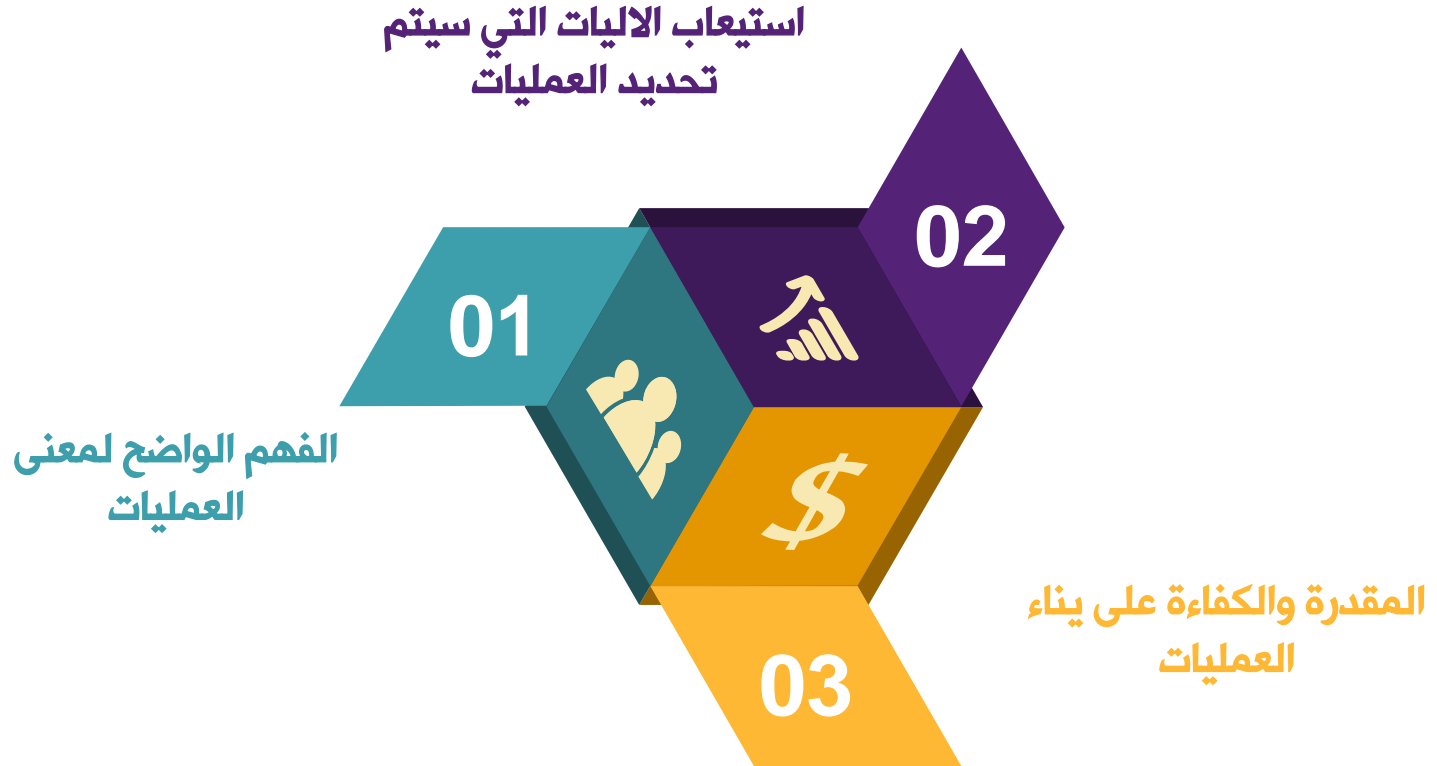 استيعاب الاليات التي سيتم
تحديد العمليات
02
01
الفهم الواضح لمعنى
العمليات
المقدرة والكفاءة على يناء
العمليات
03